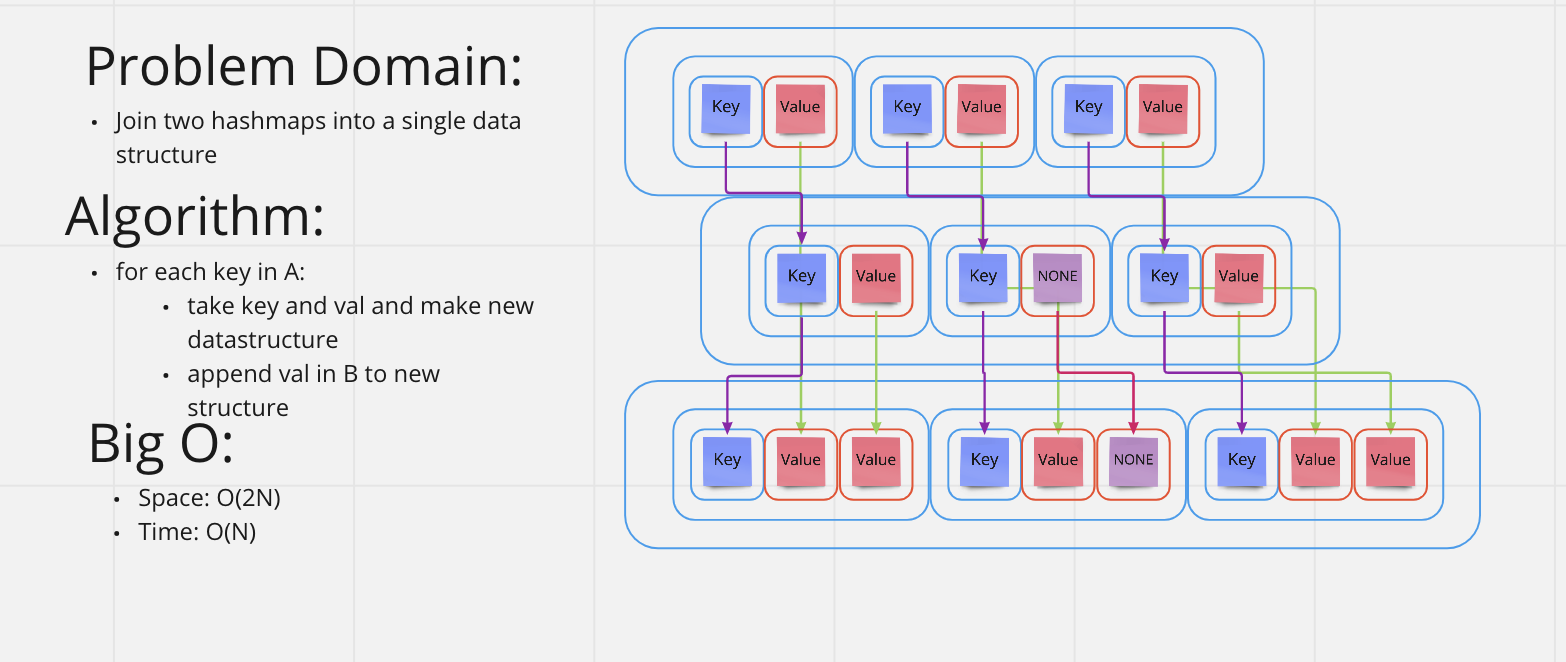 Problem Domain:
• Join two hashmaps into a single data
structure
Algorithm:
• for each key in A:
• take key and val and make new
datastructure
• append val in B to new
structure
Big O:
• Space: O(2N)
• Time: O(N)
Key Value Key Value Key Value
Key Value Key NONE Key Value
Key Value Value Key Value NONE Key Value Value